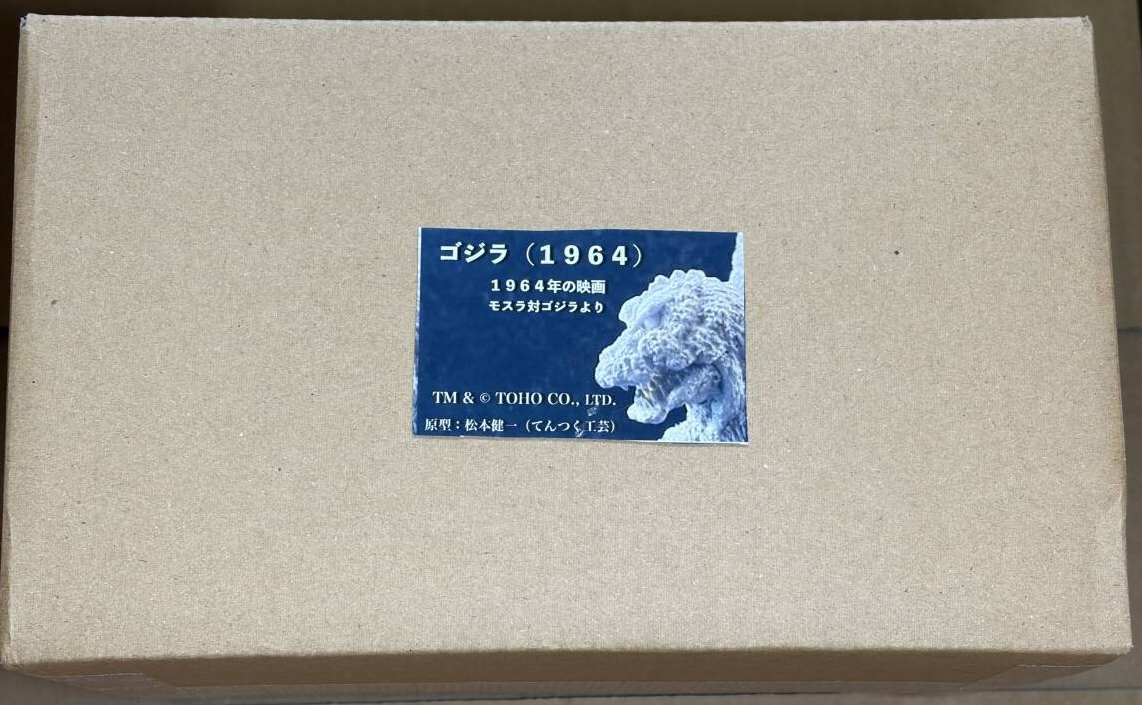 ゴジラ（１９６４）
１９６４年の映画
モスラ対ゴジラより
TM & © TOHO CO., LTD.
原型：松本健一（てんつく工芸）